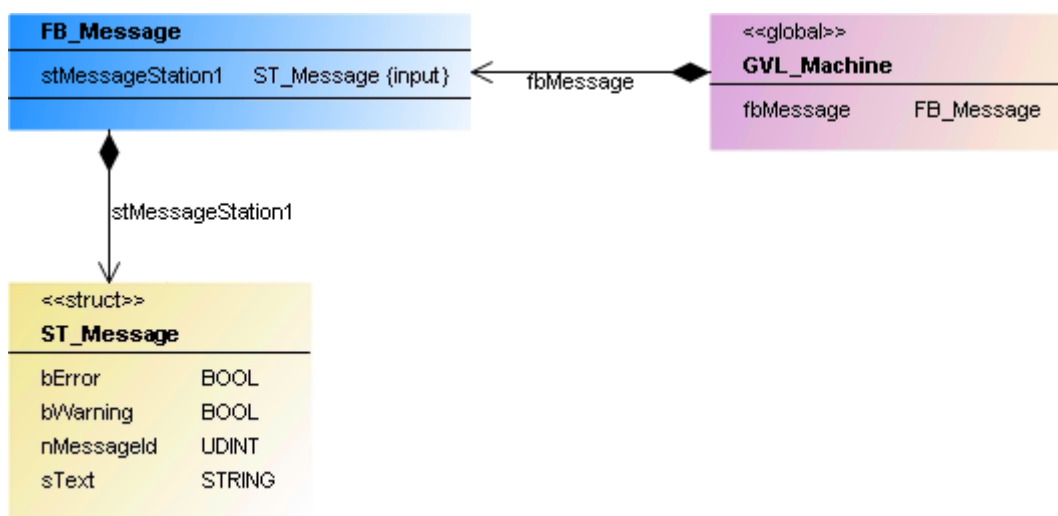 FB_Message
stMessageStation1 ST_Message {input}
<<global>>
GVL_Machine
fbMessage FB_Message
fbMessage
stMessageStation1
<<struct>>
ST_Message
bError BOOL
bWarning BOOL
nMessageId UDINT
sText STRING